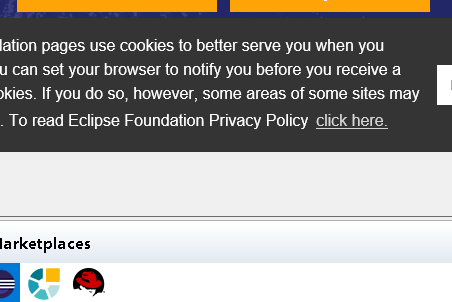 pages use cookies to better serve you when you
can set your browser to notify you before you receive a
If you do so, however, some areas of some sites may
. To read Eclipse Foundation Privacy Policy click here.
Marketplaces